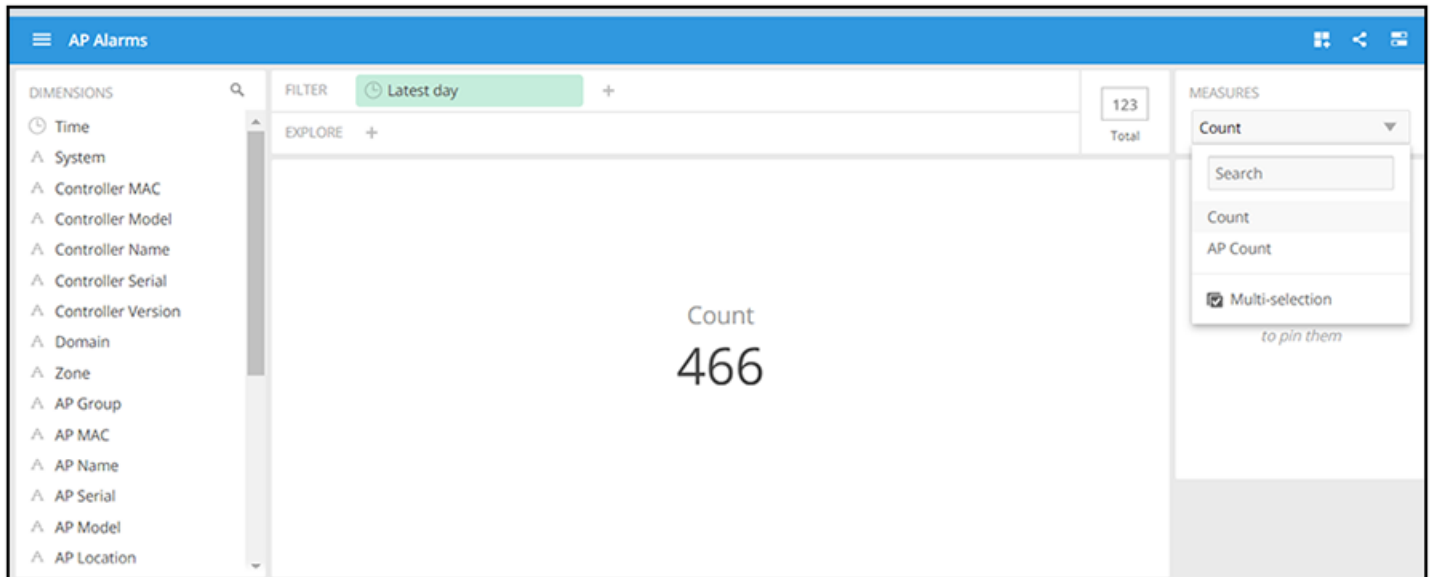 AP Alarms
DIMENSIONS
Time
System
Controller MAC
Controller Model
Controller Name
Controller Serial
Controller Version
Domain
Zone
AP Group
AP MAC
AP Name
AP Serial
AP Model
AP Location
FILTER Latest day +
EXPLORE +
123
Total
Count
466
MEASURES
Count
Search
Count
AP Count
Multi-selection
to pin them